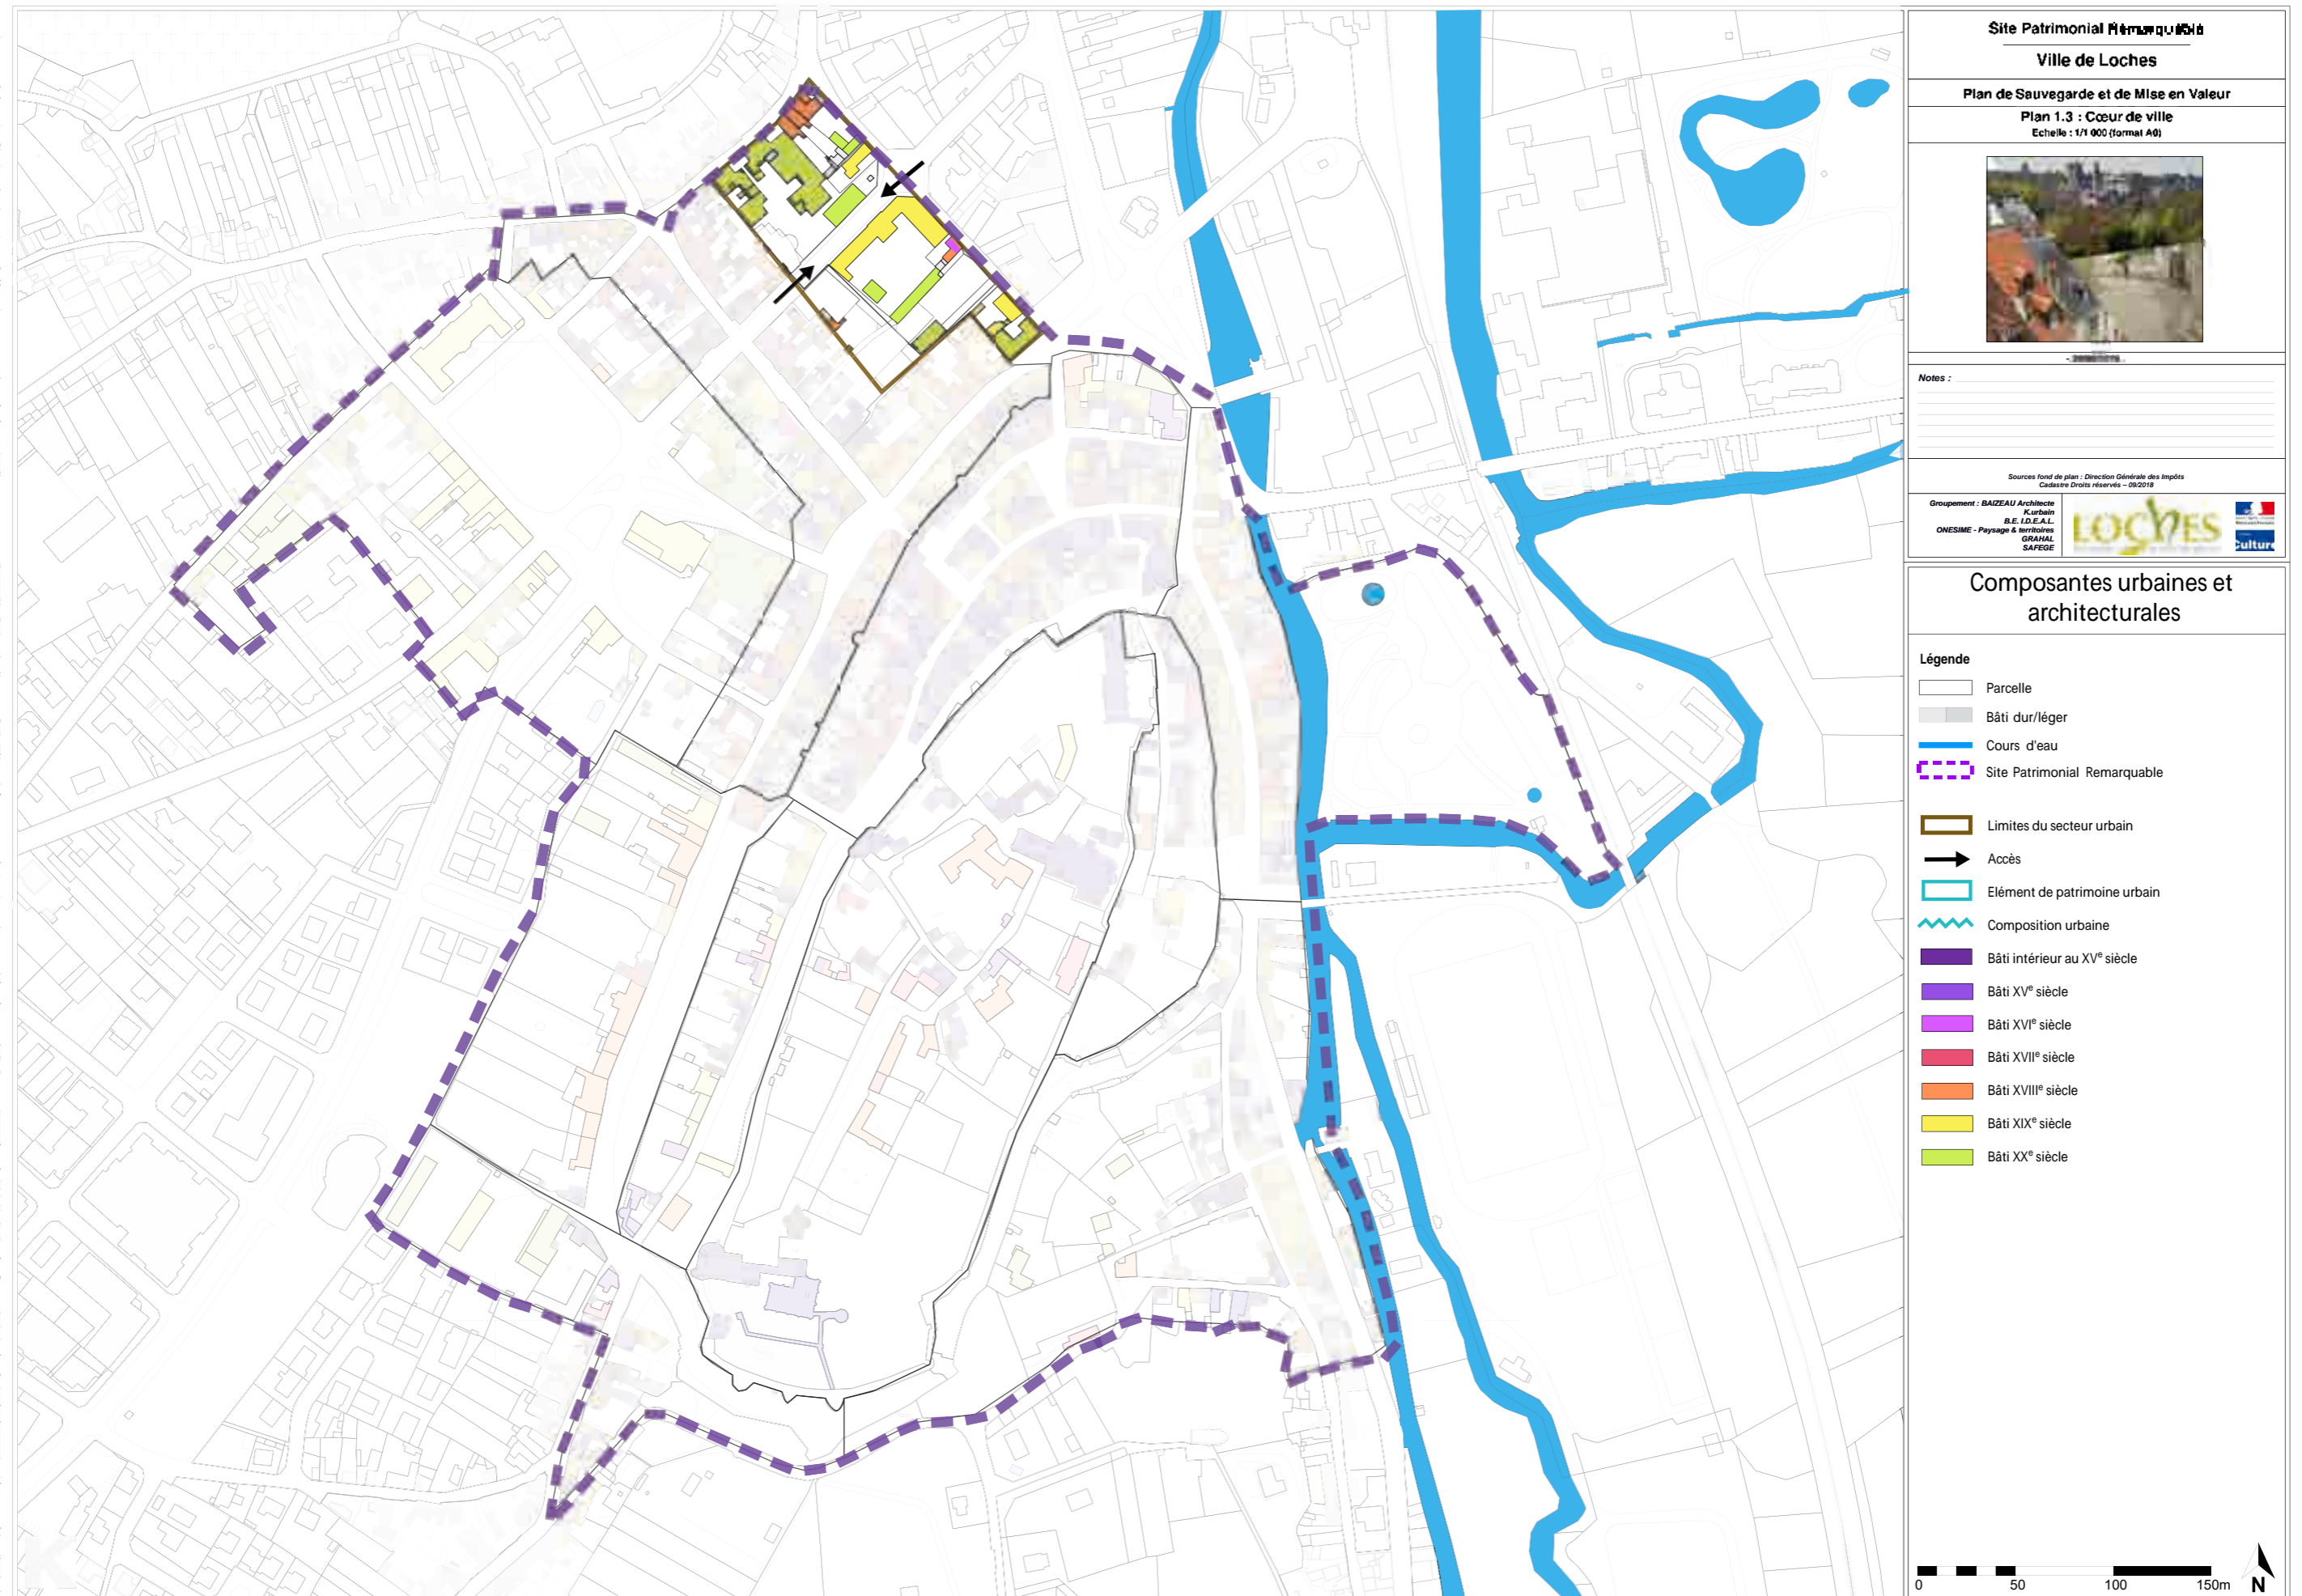 Site Patrimonial
Ville de Loches
Plan de Sauvegarde et de Mise en Valeur
Plan 1.3 : Cœur de ville
Echelle : 1/1 000 (format A0)
Notes :
Sources fond de plan : Direction Générale des Impôts
Cadastre Droits réservés – 09/2018
Groupement : BAIZEAU Architecte
K.urbain
B.E. I.D.E.A.L.
ONESIME - Paysage & territoires
GRAHAL
SAFEGE
LOCHES
Culture
Composantes urbaines et
architecturales
Légende
Parcelle
Bâti dur/léger
Cours d'eau
Site Patrimonial Remarquable
Limites du secteur urbain
Accès
Elément de patrimoine urbain
Composition urbaine
Bâti intérieur au XVe siècle
Bâti XVe siècle
Bâti XVIe siècle
Bâti XVIIe siècle
Bâti XVIIIe siècle
Bâti XIXe siècle
Bâti XXe siècle
0 50 100 150m N